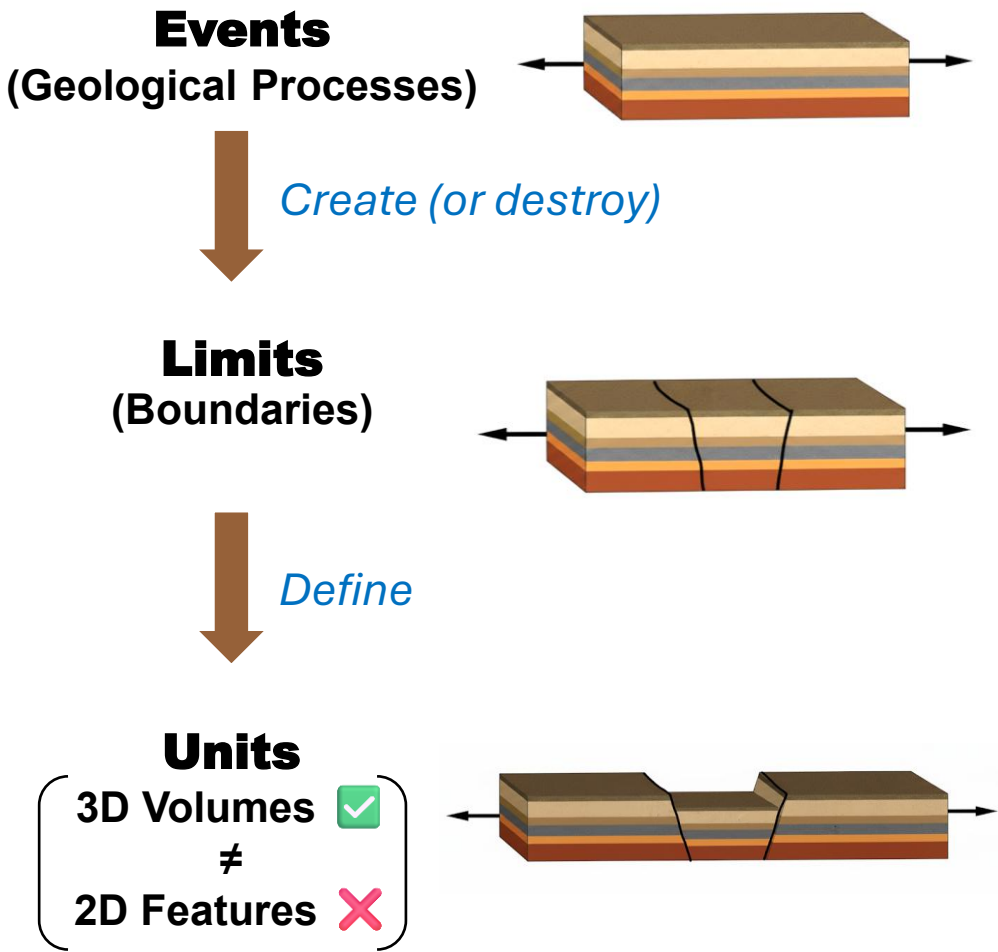 Events
(Geological Processes)
Create (or destroy)
Limits
(Boundaries)
Define
Units
3D Volumes ✅
≠
2D Features ❌